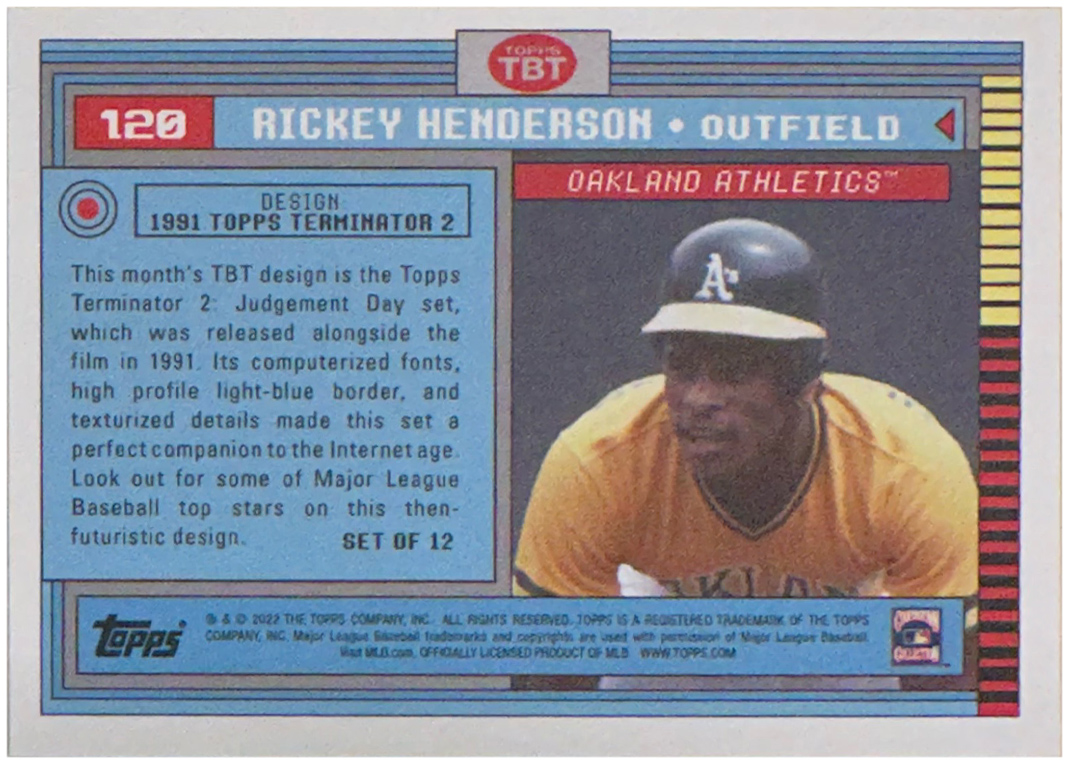 TOPPS
TBT
120
RICKEY HENDERSON • OUTFIELD
OAKLAND ATHLETICS™
DESIGN
1991 TOPPS TERMINATOR 2
This month's TBT design is the Topps
Terminator 2: Judgement Day set,
which was released alongside the
film in 1991. Its computerized fonts,
high profile light-blue border, and
texturized details made this set a
perfect companion to the Internet age.
Look out for some of Major League
Baseball top stars on this then-
futuristic design.
SET OF 12
A's
OAKLAN
topps®
® & © 2022 THE TOPPS COMPANY, INC. ALL RIGHTS RESERVED. TOPPS IS A REGISTERED TRADEMARK OF THE TOPPS
COMPANY, INC. Major League Baseball trademarks and copyrights are used with permission of Major League Baseball.
Visit MLB.com. OFFICIALLY LICENSED PRODUCT OF MLB WWW.TOPPS.COM